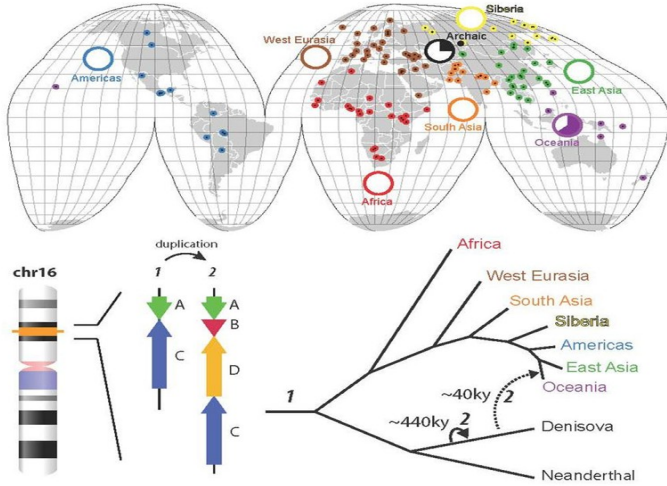 Siberia
West Eurasia
Archaic
Americas
East Asia
South Asia
Oceania
Africa
duplication
chr16
1
2
A
C
A
B
D
C
Africa
West Eurasia
South Asia
Siberia
Americas
East Asia
Oceania
1
~40ky 2
~440ky 2
Denisova
Neanderthal